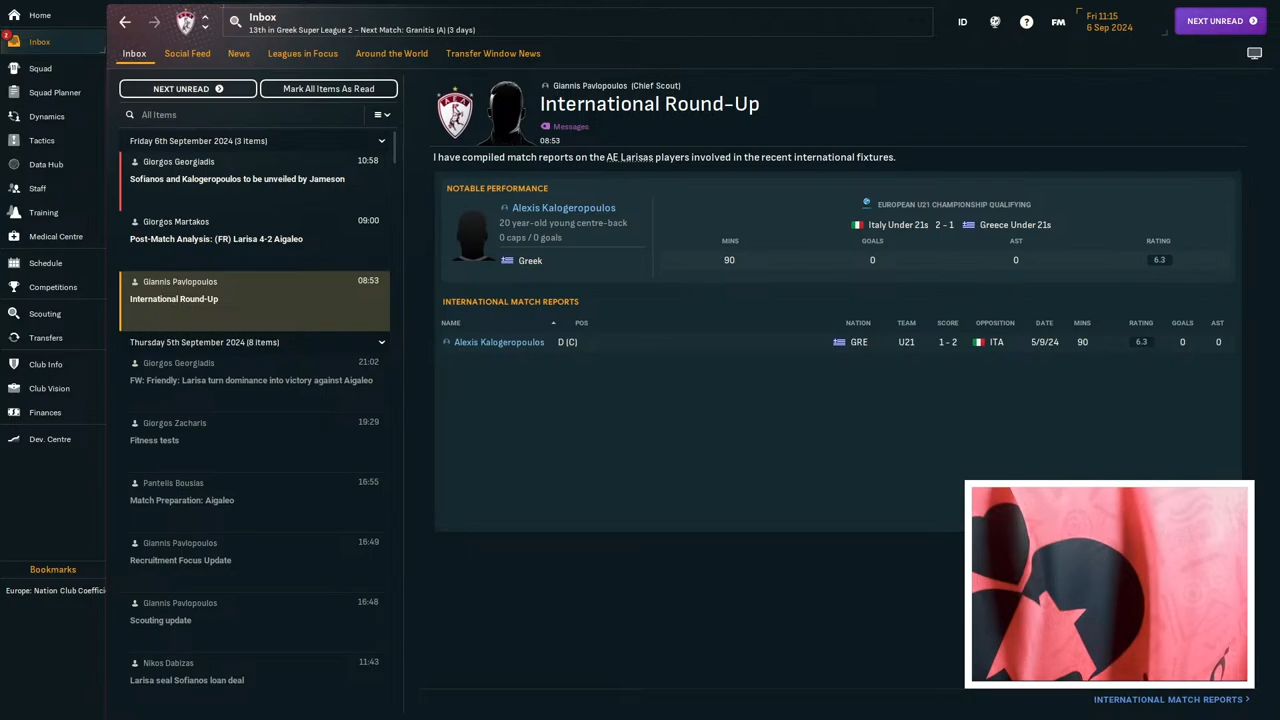 Home
2
Inbox
Squad
Squad Planner
Dynamics
Tactics
Data Hub
Staff
Training
Medical Centre
Schedule
Competitions
Scouting
Transfers
Club Info
Club Vision
Finances
Dev. Centre
Bookmarks
Europe: Nation Club Coeffici
Inbox
13th in Greek Super League 2 - Next Match: Granitis (A) (3 days)
ID
?
FM
Fri 11:15
6 Sep 2024
NEXT UNREAD
Inbox Social Feed News Leagues in Focus Around the World Transfer Window News
NEXT UNREAD Mark All Items As Read
All Items
Friday 6th September 2024 (3 Items)
Giorgos Georgiadis 10:58
Sofianos and Kalogeropoulos to be unveiled by Jameson
Giorgos Martakos 09:00
Post-Match Analysis: (FR) Larisa 4-2 Aigaleo
Giannis Pavlopoulos 08:53
International Round-Up
Thursday 5th September 2024 (8 Items)
Giorgos Georgiadis 21:02
FW: Friendly: Larisa turn dominance into victory against Aigaleo
Giorgos Zacharis 19:29
Fitness tests
Pantelis Bousias 16:55
Match Preparation: Aigaleo
Giannis Pavlopoulos 16:49
Recruitment Focus Update
Giannis Pavlopoulos 16:48
Scouting update
Nikos Dabizas 11:43
Larisa seal Sofianos loan deal
Giannis Pavlopoulos (Chief Scout)
International Round-Up
Messages
08:53
I have compiled match reports on the AE Larisas players involved in the recent international fixtures.
NOTABLE PERFORMANCE
Alexis Kalogeropoulos
20 year-old young centre-back
0 caps / 0 goals
Greek
EUROPEAN U21 CHAMPIONSHIP QUALIFYING
Italy Under 21s 2 - 1 Greece Under 21s
MINS GOALS AST RATING
90 0 0 6.3
INTERNATIONAL MATCH REPORTS
NAME POS NATION TEAM SCORE OPPOSITION DATE MINS RATING GOALS AST
Alexis Kalogeropoulos D (C) GRE U21 1 - 2 ITA 5/9/24 90 6.3 0 0
INTERNATIONAL MATCH REPORTS